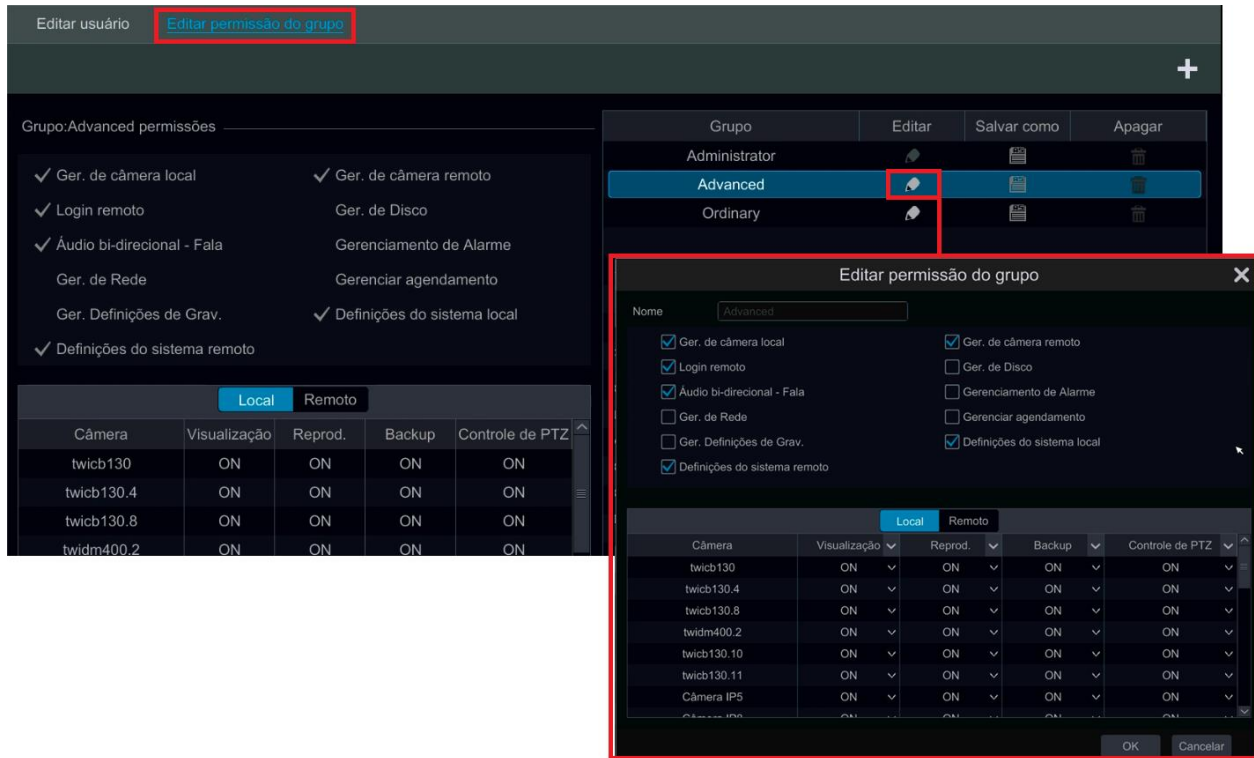 Editar usuário Editar permissão do grupo
+
Grupo:Advanced permissões
Ger. de câmera local Ger. de câmera remoto
Login remoto Ger. de Disco
Áudio bi-direcional - Fala Gerenciamento de Alarme
Ger. de Rede Gerenciar agendamento
Ger. Definições de Grav. Definições do sistema local
Definições do sistema remoto
Local Remoto
Câmera Visualização Reprod. Backup Controle de PTZ
twicb130 ON ON ON ON
twicb130.4 ON ON ON ON
twicb130.8 ON ON ON ON
twidm400.2 ON ON ON ON
Grupo Editar Salvar como Apagar
Administrator
Advanced
Ordinary
Editar permissão do grupo
Nome Advanced
Ger. de câmera local Ger. de câmera remoto
Login remoto Ger. de Disco
Áudio bi-direcional - Fala Gerenciamento de Alarme
Ger. de Rede Gerenciar agendamento
Ger. Definições de Grav. Definições do sistema local
Definições do sistema remoto
Local Remoto
Câmera Visualização Reprod. Backup Controle de PTZ
twicb130 ON ON ON ON
twicb130.4 ON ON ON ON
twicb130.8 ON ON ON ON
twidm400.2 ON ON ON ON
twicb130.10 ON ON ON ON
twicb130.11 ON ON ON ON
Câmera IP5 ON ON ON ON
OK Cancelar